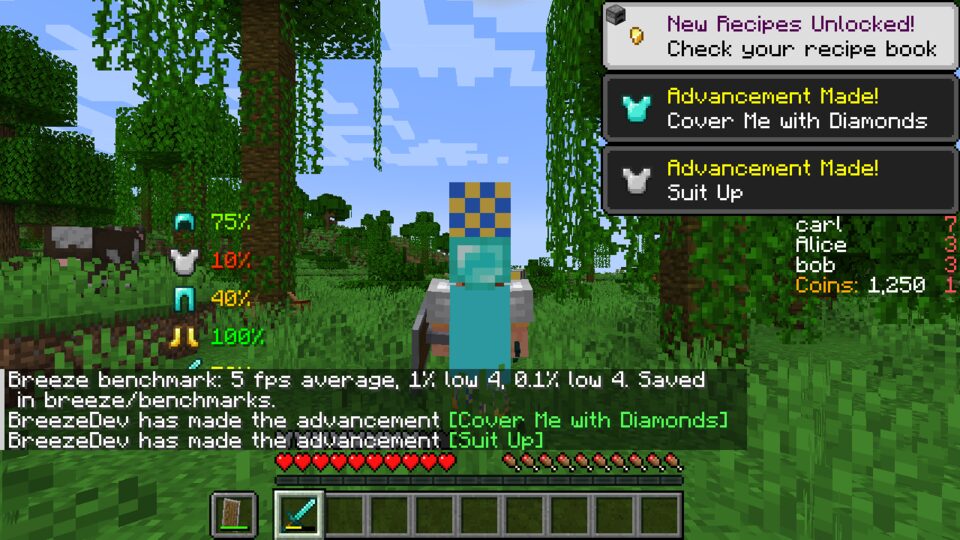 New Recipes Unlocked!
Check your recipe book
Advancement Made!
Cover Me with Diamonds
Advancement Made!
Suit Up
carl 7
Alice 3
bob 3
Coins: 1,250 1
75%
10%
40%
100%
Breeze benchmark: 5 fps average, 1% low 4, 0.1% low 4. Saved
in breeze/benchmarks.
BreezeDev has made the advancement [Cover Me with Diamonds]
BreezeDev has made the advancement [Suit Up]